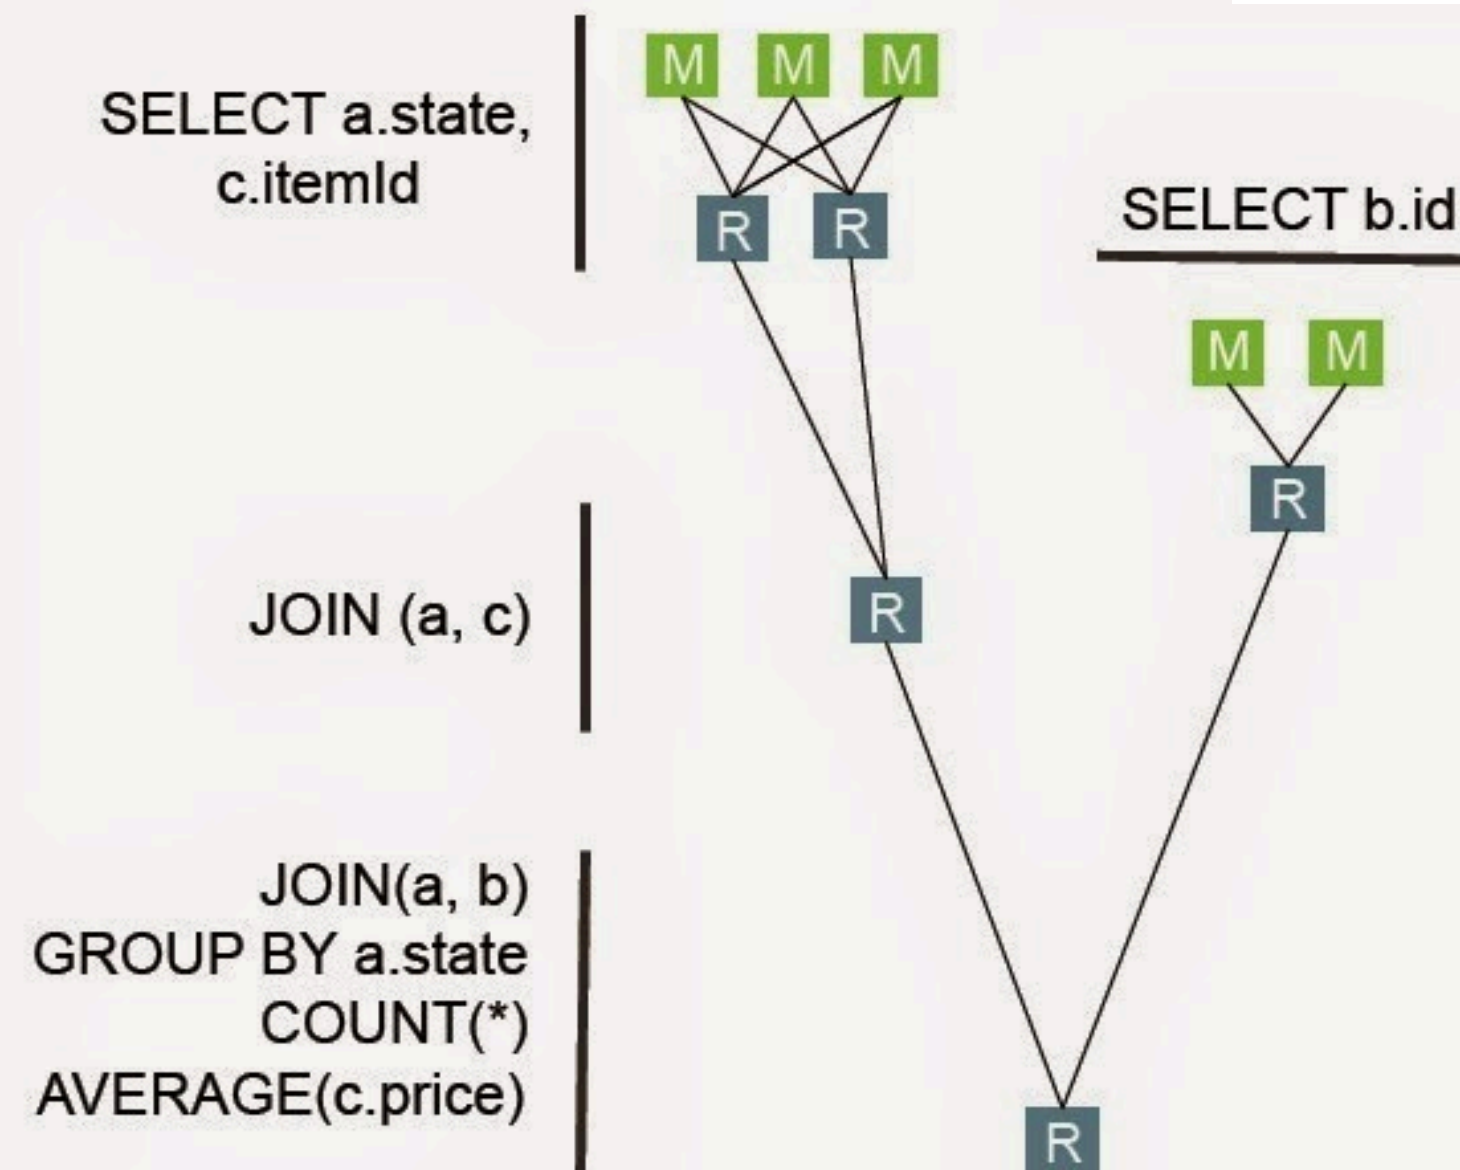 M M M
SELECT a.state,
c.itemId
R R
SELECT b.id
M M
R
JOIN (a, c)
R
JOIN(a, b)
GROUP BY a.state
COUNT(*)
AVERAGE(c.price)
R